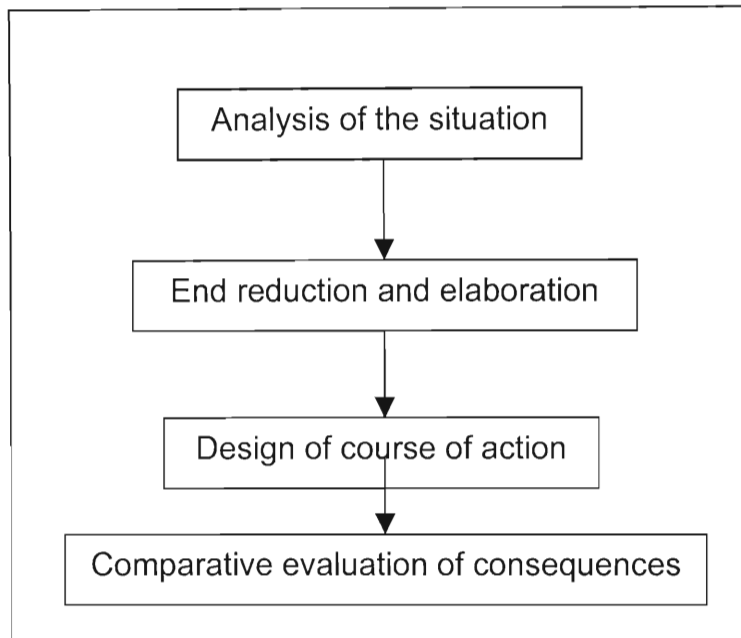 Analysis of the situation
End reduction and elaboration
Design of course of action
Comparative evaluation of consequences